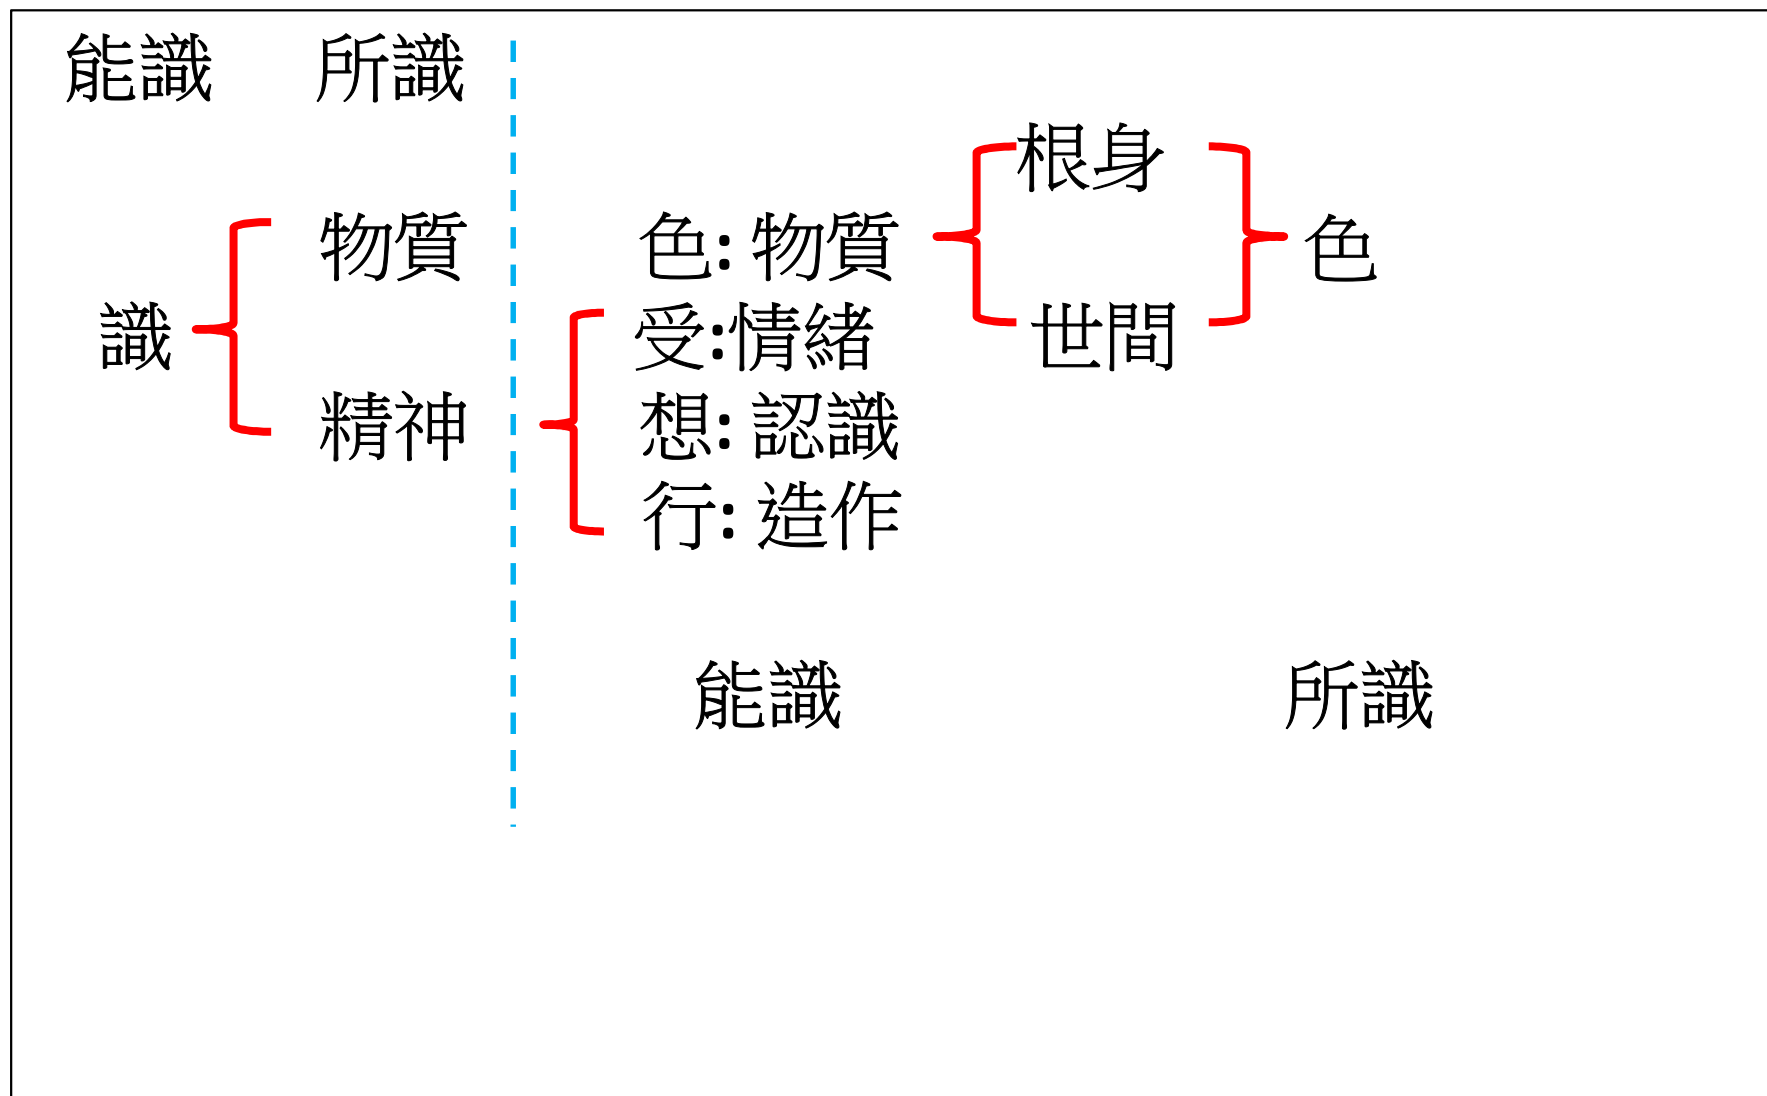 能識 所識
根身
物質 色: 物質 色
識 受:情緒 世間
精神 想: 認識
行: 造作
能識 所識